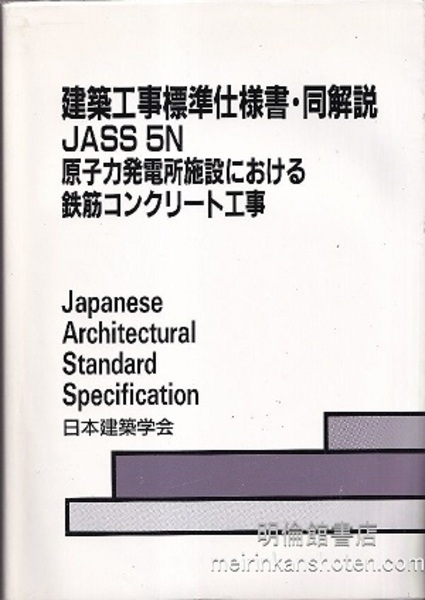 建築工事標準仕様書・同解説
JASS 5N
原子力発電所施設における
鉄筋コンクリート工事
Japanese
Architectural
Standard
Specification
日本建築学会
明倫館書店
meirinkanshoten.com